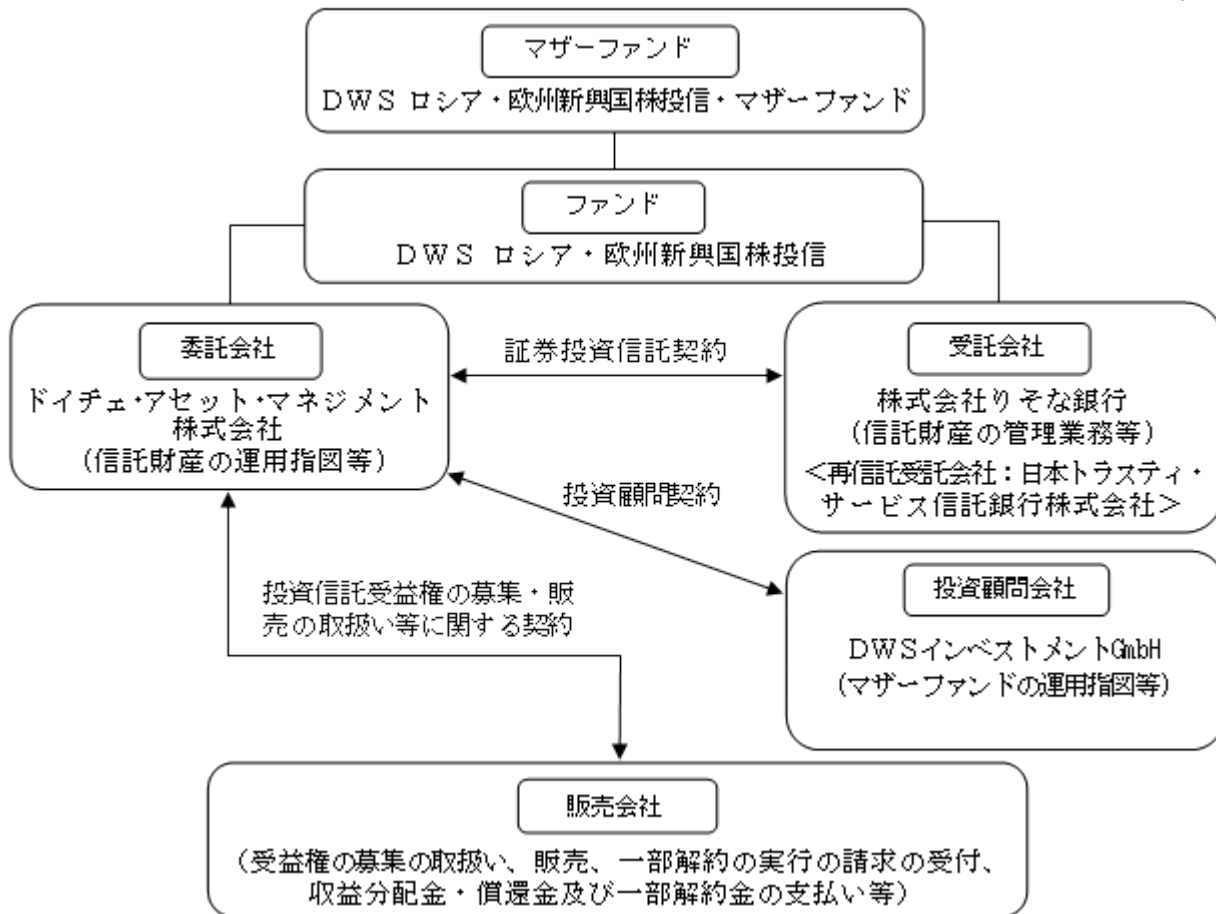 マザーファンド
DWS ロシア・欧州新興国株投信・マザーファンド
ファンド
DWS ロシア・欧州新興国株投信
委託会社
ドイチェ・アセット・マネジメント
株式会社
(信託財産の運用指図等)
証券投資信託契約
受託会社
株式会社りそな銀行
(信託財産の管理業務等)
<再信託受託会社:日本トラスティ・
サービス信託銀行株式会社>
投資顧問契約
投資顧問会社
DWSインベストメントGmbH
(マザーファンドの運用指図等)
投資信託受益権の募集・販
売の取扱い等に関する契約
販売会社
(受益権の募集の取扱い、販売、一部解約の実行の請求の受付、
収益分配金・償還金及び一部解約金の支払い等)